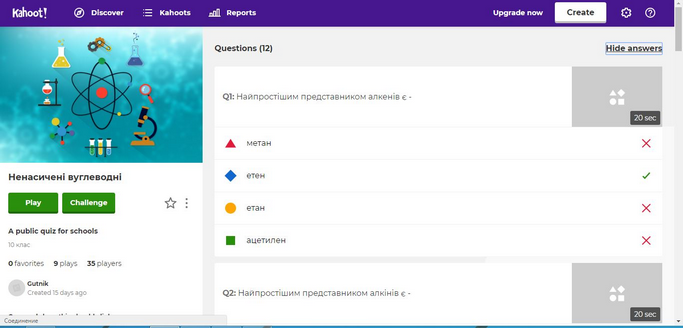 Kahoot!
Discover
Kahoots
Reports
Upgrade now
Create
Questions (12)
Hide answers
Q1: Найпростішим представником алкенів є -
20 sec
метан
етен
етан
ацетилен
Q2: Найпростішим представником алкінів є -
20 sec
Ненасичені вуглеводні
Play
Challenge
A public quiz for schools
10 клас
0 favorites 9 plays 35 players
Gutnik
Created 15 days ago
Соединение